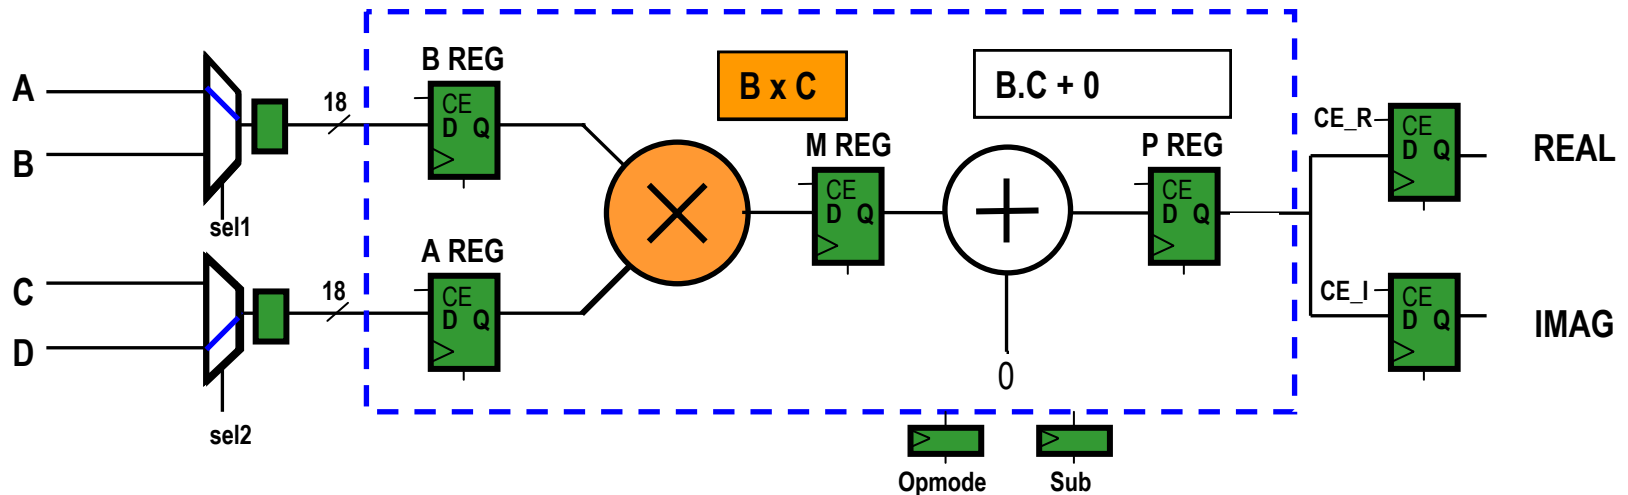 A
B
sel1
C
D
sel2
18
18
B REG
CE
D Q
A REG
CE
D Q
B x C
M REG
CE
D Q
B.C + 0
0
P REG
CE
D Q
Opmode
Sub
CE_R
CE
D Q
REAL
CE_I
CE
D Q
IMAG